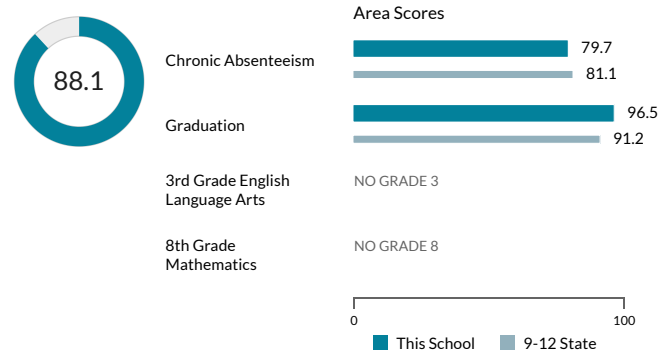 Area Scores
88.1
Chronic Absenteeism
79.7
81.1
Graduation
96.5
91.2
3rd Grade English
Language Arts
NO GRADE 3
8th Grade
Mathematics
NO GRADE 8
0
100
This School
9-12 State